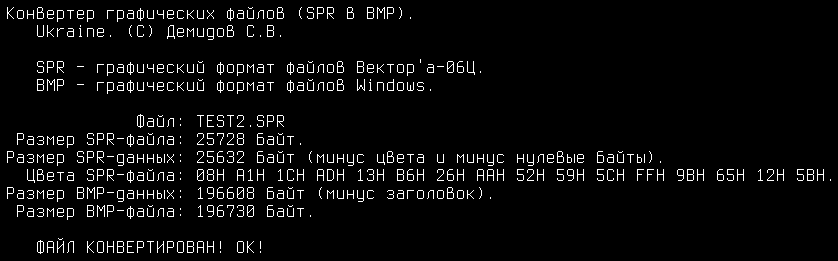 Конвертер графических файлов (SPR в BMP).
Ukraine. (C) Демидов С.В.
SPR - графический формат файлов Вектор'а-06Ц.
BMP - графический формат файлов Windows.
Файл: TEST2.SPR
Размер SPR-файла: 25728 Байт.
Размер SPR-данных: 25632 Байт (минус цвета и минус нулевые байты).
Цвета SPR-файла: 08H A1H 1CH ADH 13H B6H 26H AAH 52H 59H 5CH FFH 9BH 65H 12H 5BH.
Размер BMP-данных: 196608 Байт (минус заголовок).
Размер BMP-файла: 196730 Байт.
ФАЙЛ КОНВЕРТИРОВАН! OK!